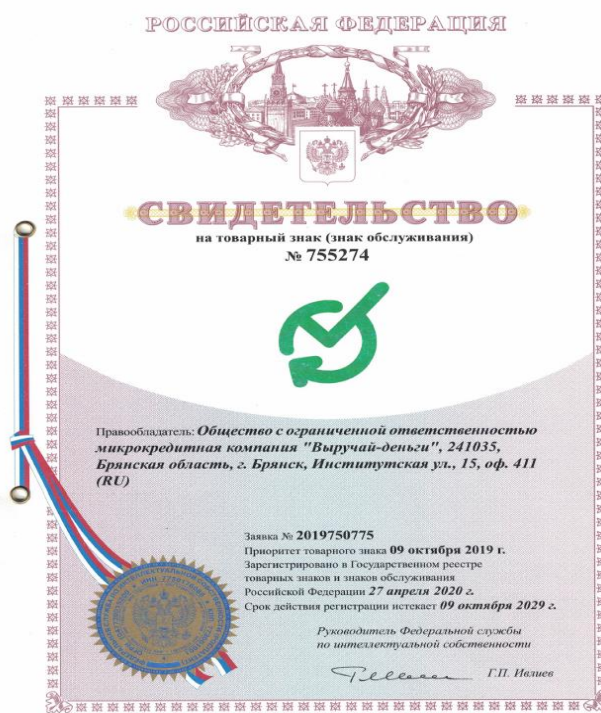 РОССИЙСКАЯ ФЕДЕРАЦИЯ
СВИДЕТЕЛЬСТВО
на товарный знак (знак обслуживания)
№ 755274
Правообладатель: Общество с ограниченной ответственностью
микрокредитная компания "Выручай-деньги", 241035,
Брянская область, г. Брянск, Институтская ул., 15, оф. 411
(RU)
Заявка № 2019750775
Приоритет товарного знака 09 октября 2019 г.
Зарегистрировано в Государственном реестре
товарных знаков и знаков обслуживания
Российской Федерации 27 апреля 2020 г.
Срок действия регистрации истекает 09 октября 2029 г.
Руководитель Федеральной службы
по интеллектуальной собственности
Г.П. Ивлиев